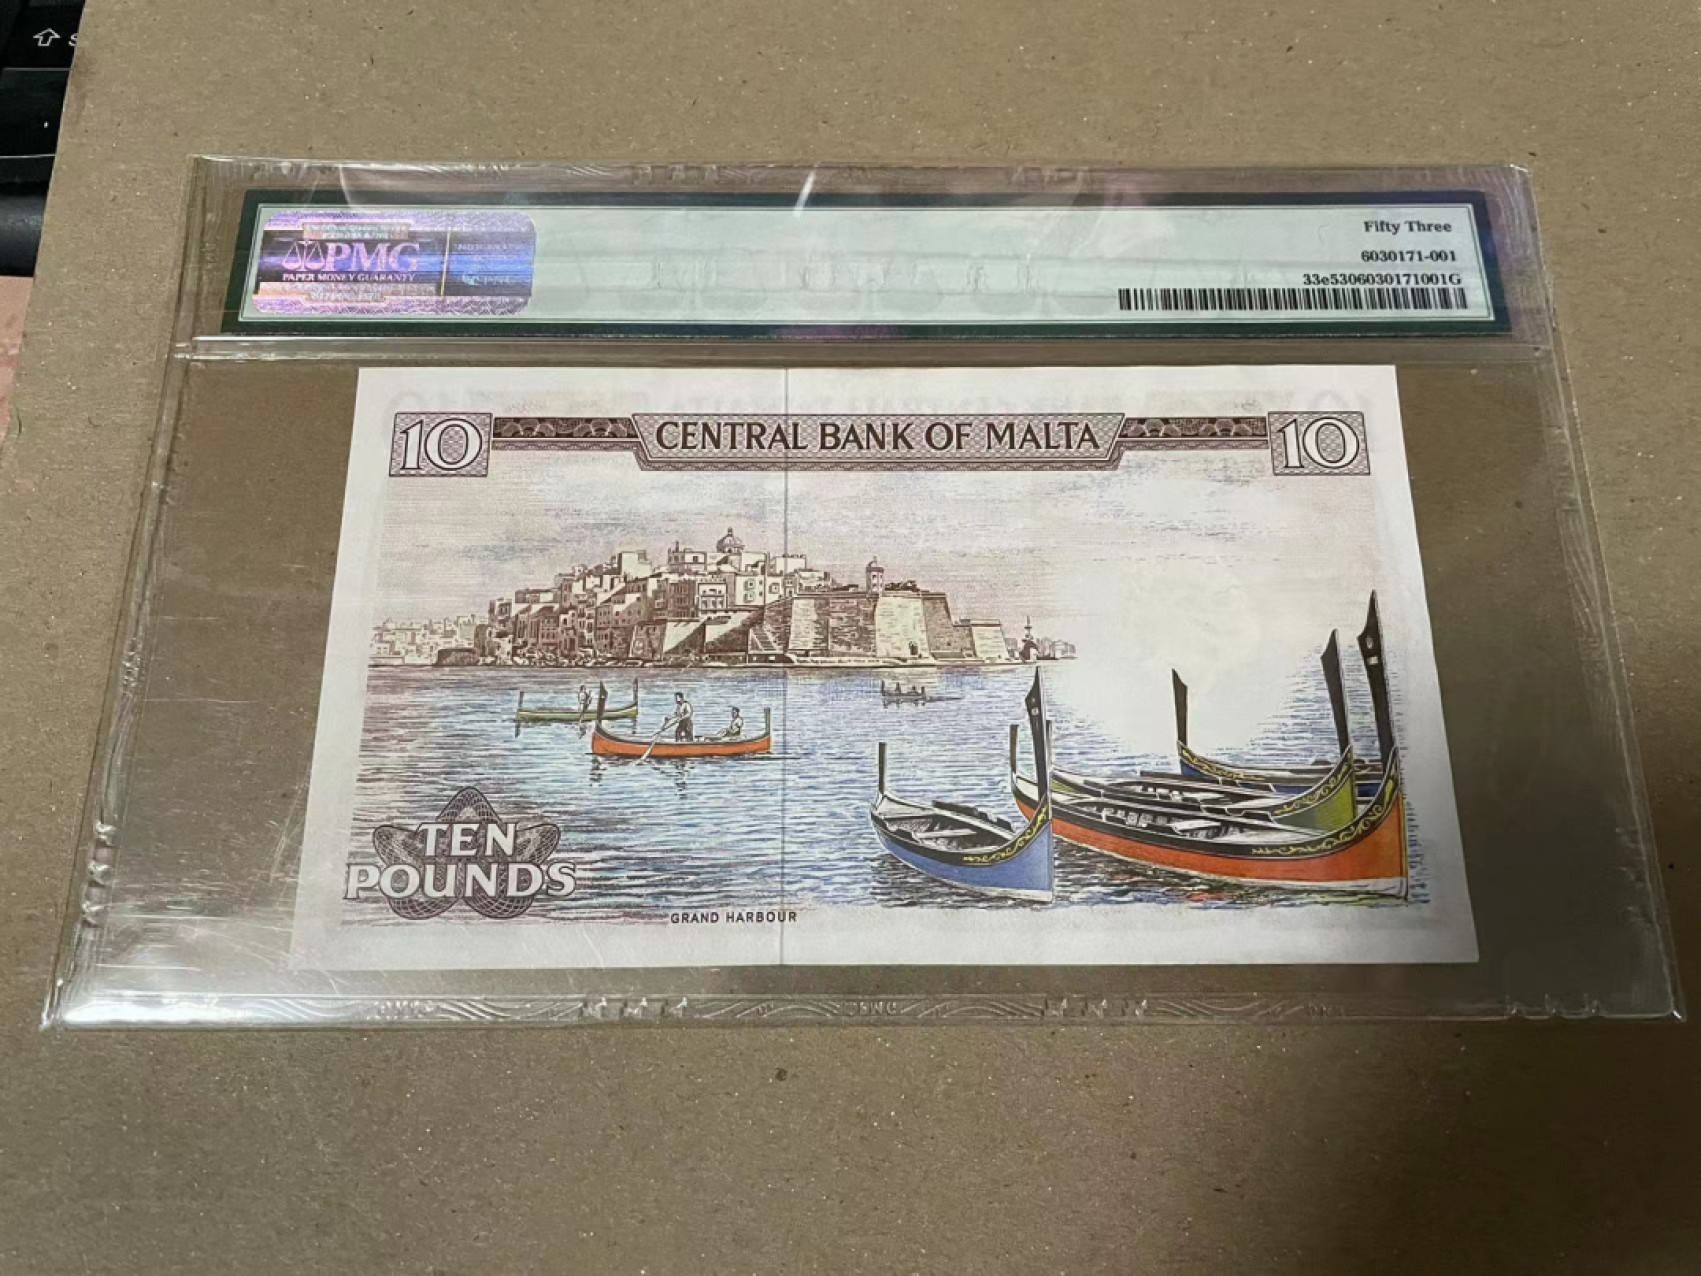 PMG
PAPER MONEY GUARANTY
Fifty Three
6030171-001
33e5306030171001G
10 CENTRAL BANK OF MALTA 10
TEN
POUNDS
GRAND HARBOUR